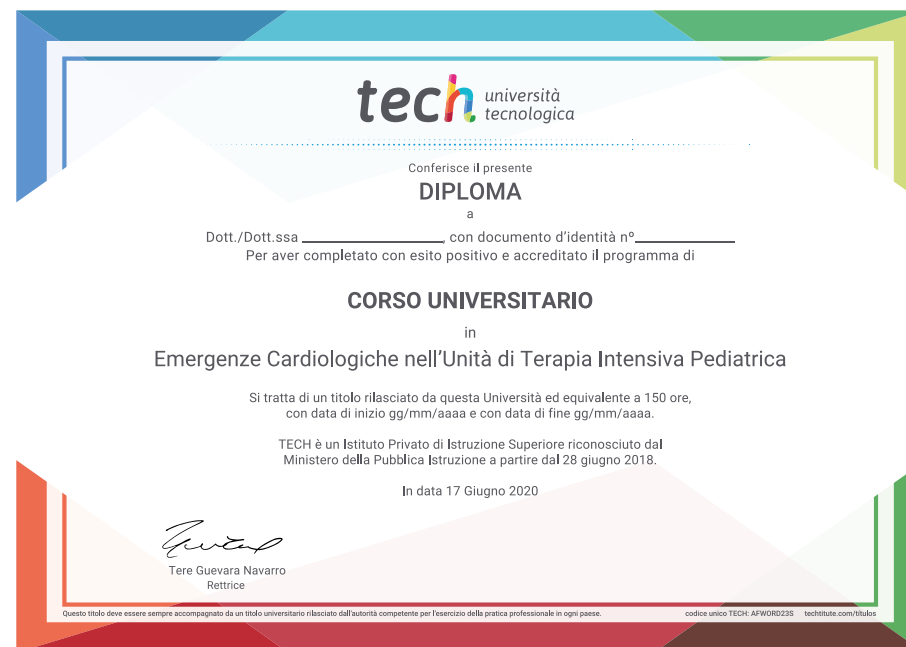 tech università
tecnologica
Conferisce il presente
DIPLOMA
a
Dott./Dott.ssa ____________________, con documento d'identità nº______________
Per aver completato con esito positivo e accreditato il programma di
CORSO UNIVERSITARIO
in
Emergenze Cardiologiche nell'Unità di Terapia Intensiva Pediatrica
Si tratta di un titolo rilasciato da questa Università ed equivalente a 150 ore,
con data di inizio gg/mm/aaaa e con data di fine gg/mm/aaaa.
TECH è un Istituto Privato di Istruzione Superiore riconosciuto dal
Ministero della Pubblica Istruzione a partire dal 28 giugno 2018.
In data 17 Giugno 2020
Tere Guevara Navarro
Rettrice
Questo titolo deve essere sempre accompagnato da un titolo universitario rilasciato dall'autorità competente per l'esercizio della pratica professionale in ogni paese. codice unico TECH: AFWORD23S techtitute.com/títulos